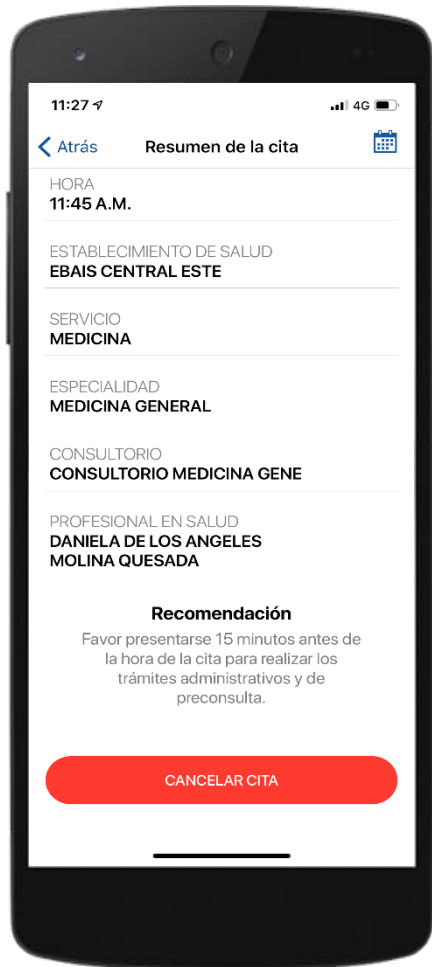 11:27
4G
Atrás
Resumen de la cita
HORA
11:45 A.M.
ESTABLECIMIENTO DE SALUD
EBAIS CENTRAL ESTE
SERVICIO
MEDICINA
ESPECIALIDAD
MEDICINA GENERAL
CONSULTORIO
CONSULTORIO MEDICINA GENE
PROFESIONAL EN SALUD
DANIELA DE LOS ANGELES
MOLINA QUESADA
Recomendación
Favor presentarse 15 minutos antes de
la hora de la cita para realizar los
trámites administrativos y de
preconsulta.
CANCELAR CITA